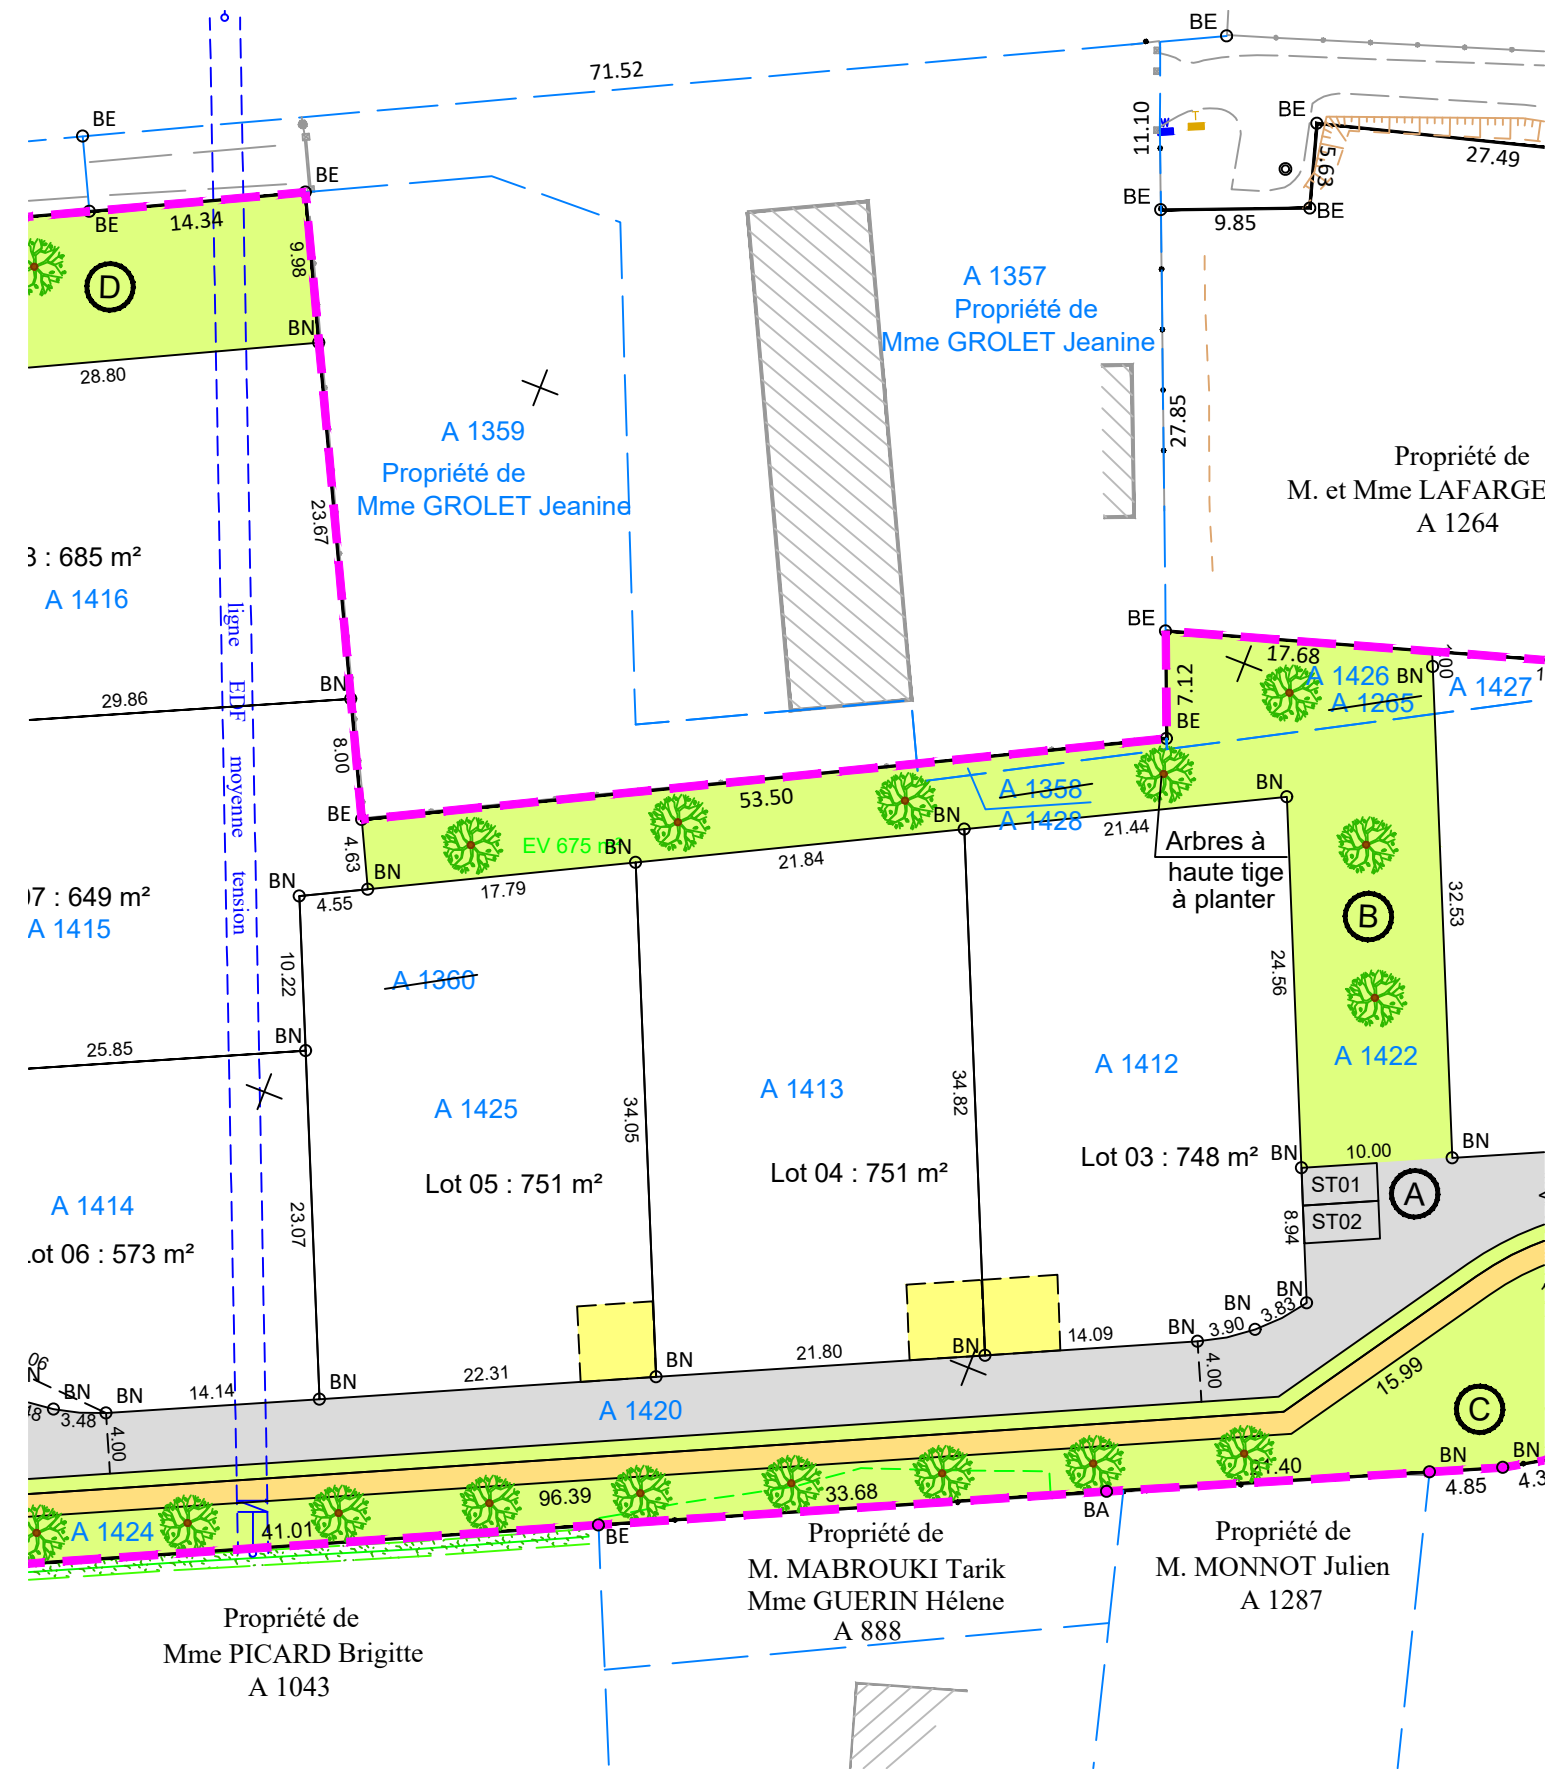 BE
71.52
BE
11.10
BE
5.63
27.49
BE
BE
14.34
9.98
BE
BE
9.85
D
BN
28.80
A 1357
Propriété de
Mme GROLET Jeanine
A 1359
Propriété de
Mme GROLET Jeanine
27.85
Propriété de
M. et Mme LAFARGE
A 1264
23.67
8 : 685 m²
A 1416
ligne EDF moyenne tension
BE
17.68
1.00
A 1426
BN
A 1427
A 1265
BN
29.86
7.12
BE
8.00
53.50
A 1358
BN
BE
4.63
EV 675 m²
BN
BN
A 1428
21.44
21.84
Arbres à
haute tige
à planter
BN
BN
4.55
17.79
07 : 649 m²
A 1415
B
32.53
10.22
A 1360
24.56
25.85
BN
A 1422
A 1412
A 1413
34.82
A 1425
34.05
Lot 03 : 748 m²
BN
10.00
BN
Lot 04 : 751 m²
Lot 05 : 751 m²
ST01
A
A 1414
23.07
ST02
8.94
Lot 06 : 573 m²
BN
BN
3.83
BN
3.90
BN
14.09
21.80
4.00
BN
22.31
BN
15.99
06
BN
BN
14.14
3.48
4.00
A 1420
C
BN
BN
21.40
4.85
96.39
33.68
BA
A 1424
41.01
BE
Propriété de
M. MABROUKI Tarik
Mme GUERIN Hélene
A 888
Propriété de
M. MONNOT Julien
A 1287
Propriété de
Mme PICARD Brigitte
A 1043